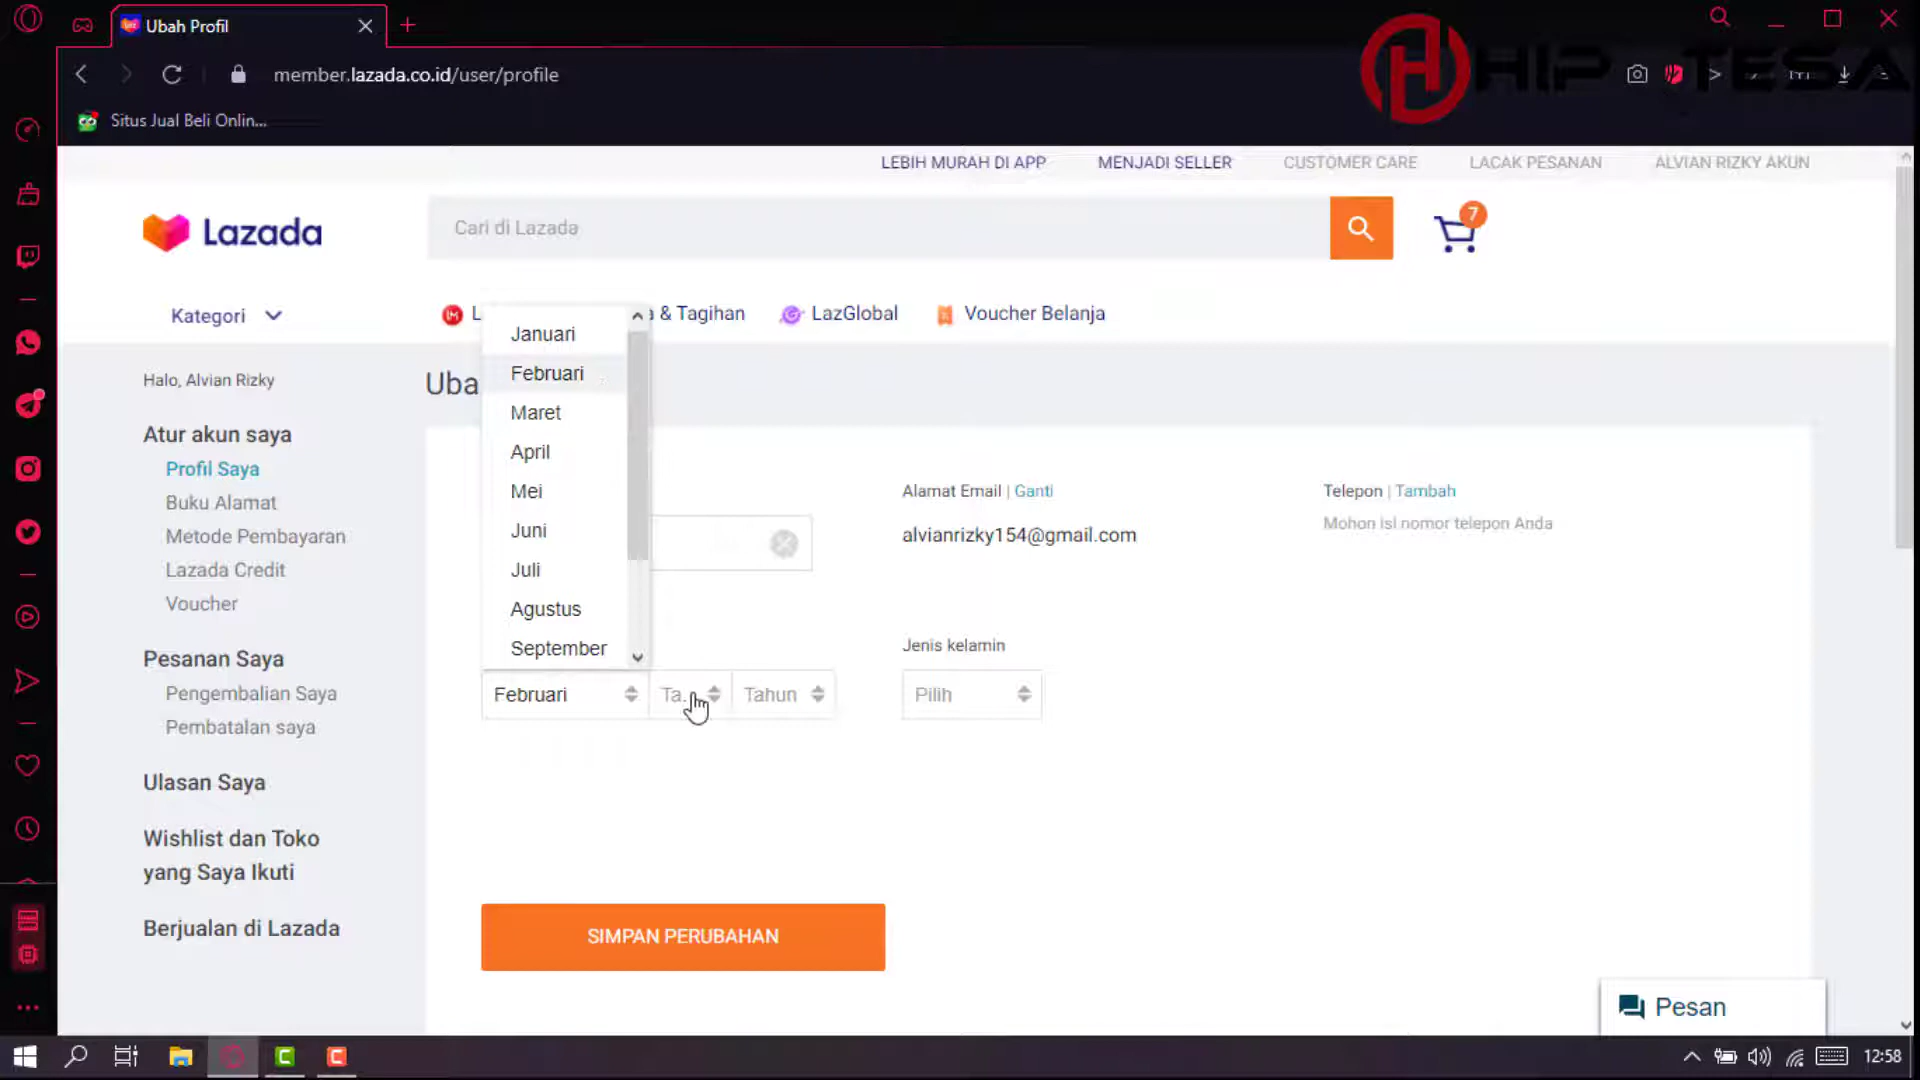 Ubah Profil
member.lazada.co.id/user/profile
Situs Jual Beli Onlin...
LEBIH MURAH DI APP
MENJADI SELLER
CUSTOMER CARE
LACAK PESANAN
ALVIAN RIZKY AKUN
Lazada
Cari di Lazada
7
Kategori
& Tagihan
LazGlobal
Voucher Belanja
Halo, Alvian Rizky
Atur akun saya
Profil Saya
Buku Alamat
Metode Pembayaran
Lazada Credit
Voucher
Pesanan Saya
Pengembalian Saya
Pembatalan saya
Ulasan Saya
Wishlist dan Toko
yang Saya Ikuti
Berjualan di Lazada
Uba
Januari
Februari
Maret
April
Mei
Juni
Juli
Agustus
September
Februari
Ta...
Tahun
Alamat Email | Ganti
alvianrizky154@gmail.com
Telepon | Tambah
Mohon isi nomor telepon Anda
Jenis kelamin
Pilih
SIMPAN PERUBAHAN
Pesan
12:58